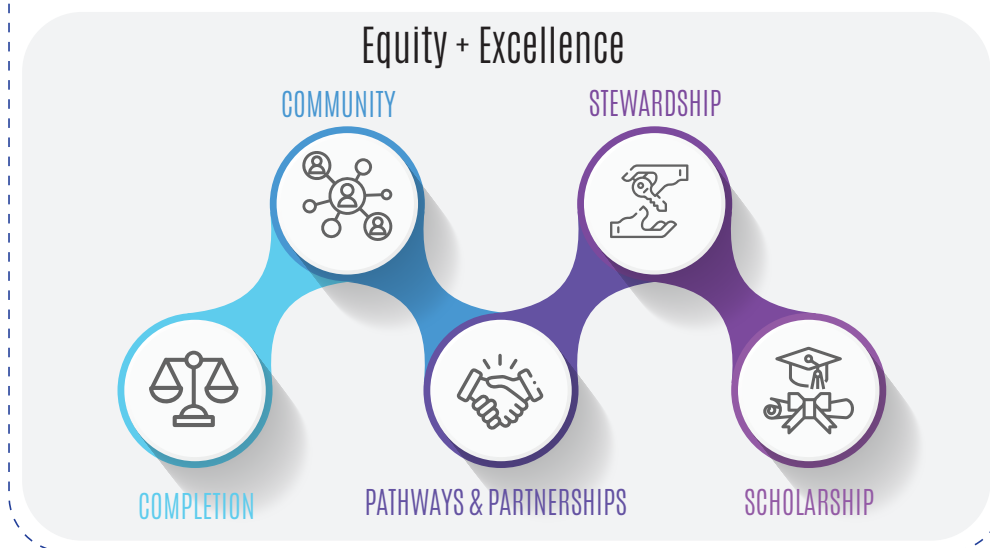 Equity + Excellence
COMMUNITY
STEWARDSHIP
COMPLETION
PATHWAYS & PARTNERSHIPS
SCHOLARSHIP